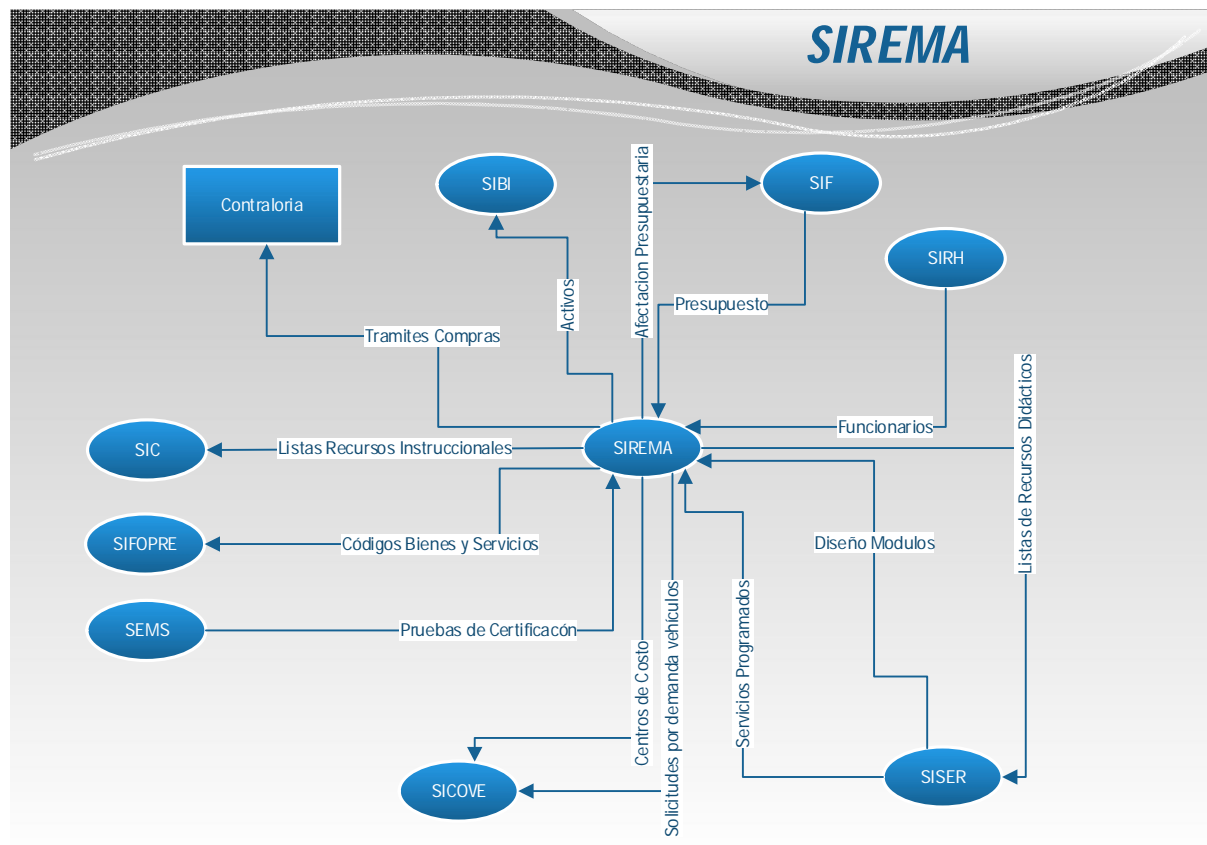 SIREMA
Contraloria
SIBI
SIF
Afectacion Presupuestaria
SIRH
Activos
Presupuesto
Tramites Compras
Funcionarios
SIC
Listas Recursos Instruccionales
SIREMA
Listas de Recursos Didácticos
SIFOPRE
Códigos Bienes y Servicios
Diseño Modulos
SEMS
Pruebas de Certificacón
Centros de Costo
Solicitudes por demanda vehículos
Servicios Programados
SICOVE
SISER